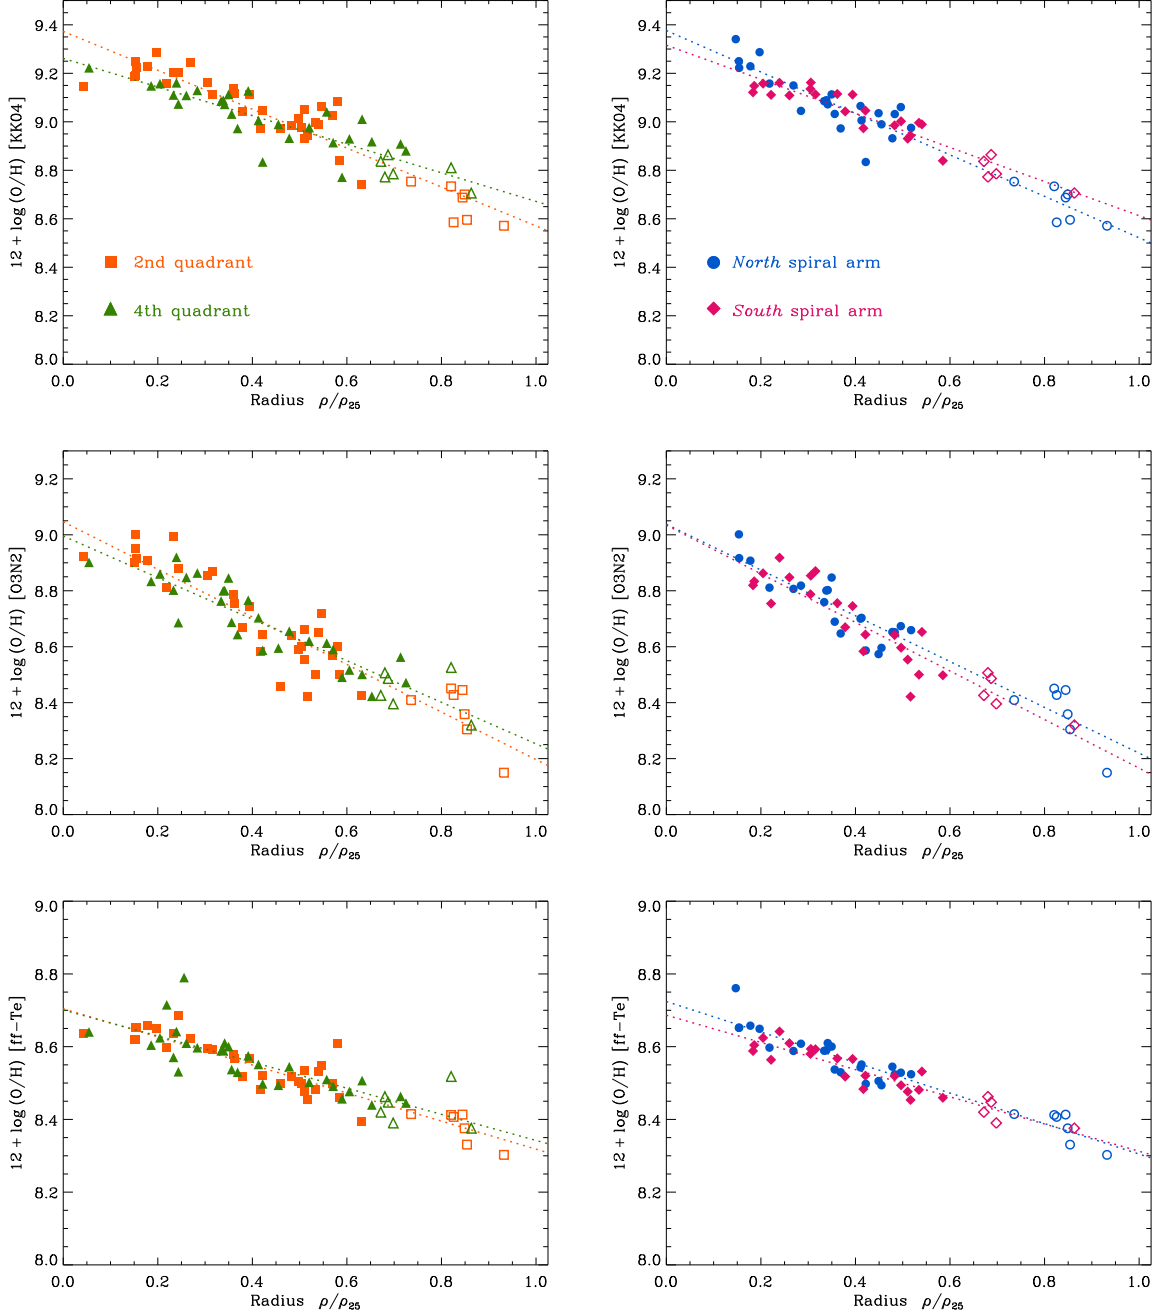 12 + log (O/H) [KK04]
9.4
9.2
9.0
8.8
8.6
8.4
8.2
8.0
2nd quadrant
4th quadrant
0.0 0.2 0.4 0.6 0.8 1.0
Radius ρ/ρ25
12 + log (O/H) [KK04]
9.4
9.2
9.0
8.8
8.6
8.4
8.2
8.0
North spiral arm
South spiral arm
0.0 0.2 0.4 0.6 0.8 1.0
Radius ρ/ρ25
12 + log (O/H) [O3N2]
9.2
9.0
8.8
8.6
8.4
8.2
8.0
0.0 0.2 0.4 0.6 0.8 1.0
Radius ρ/ρ25
12 + log (O/H) [O3N2]
9.2
9.0
8.8
8.6
8.4
8.2
8.0
0.0 0.2 0.4 0.6 0.8 1.0
Radius ρ/ρ25
12 + log (O/H) [ff-Te]
9.0
8.8
8.6
8.4
8.2
8.0
0.0 0.2 0.4 0.6 0.8 1.0
Radius ρ/ρ25
12 + log (O/H) [ff-Te]
9.0
8.8
8.6
8.4
8.2
8.0
0.0 0.2 0.4 0.6 0.8 1.0
Radius ρ/ρ25